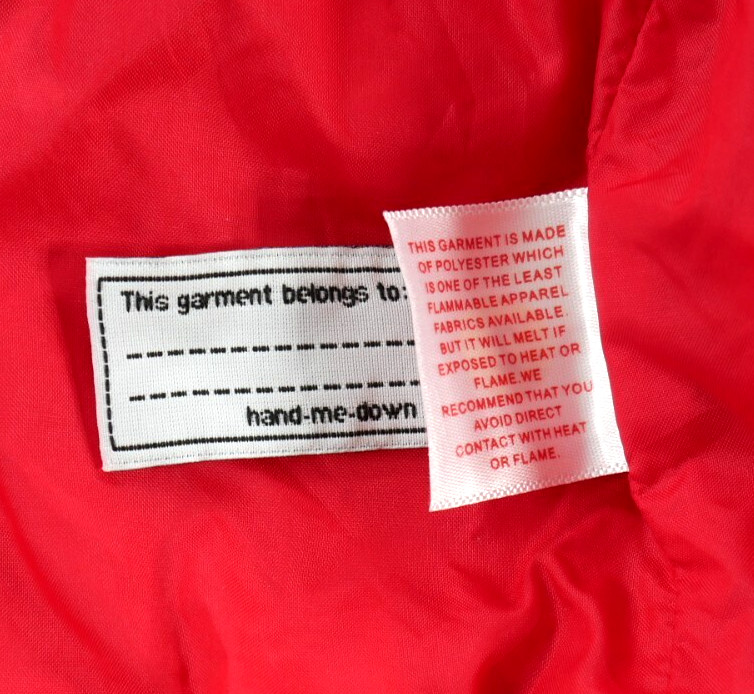 This garment belongs to:
hand-me-down
THIS GARMENT IS MADE
OF POLYESTER WHICH
IS ONE OF THE LEAST
FLAMMABLE APPAREL
FABRICS AVAILABLE.
BUT IT WILL MELT IF
EXPOSED TO HEAT OR
FLAME.WE
RECOMMEND THAT YOU
AVOID DIRECT
CONTACT WITH HEAT
OR FLAME.